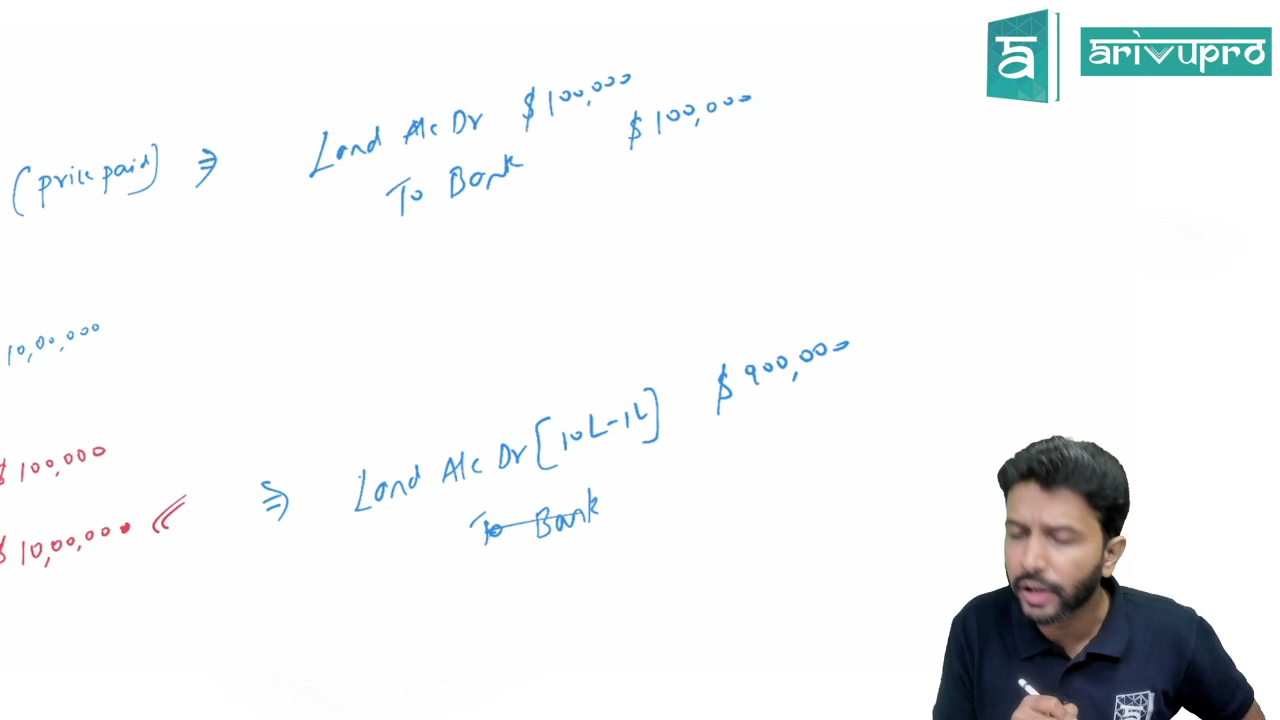 arivupro
(price paid) ⇒ Land A/c Dr $ 100,000
To Bank $ 100,000
10,00,000
Land A/c Dr [10L-1L] $ 900,000
$ 100,000
⇒ To Bank
$ 10,00,000